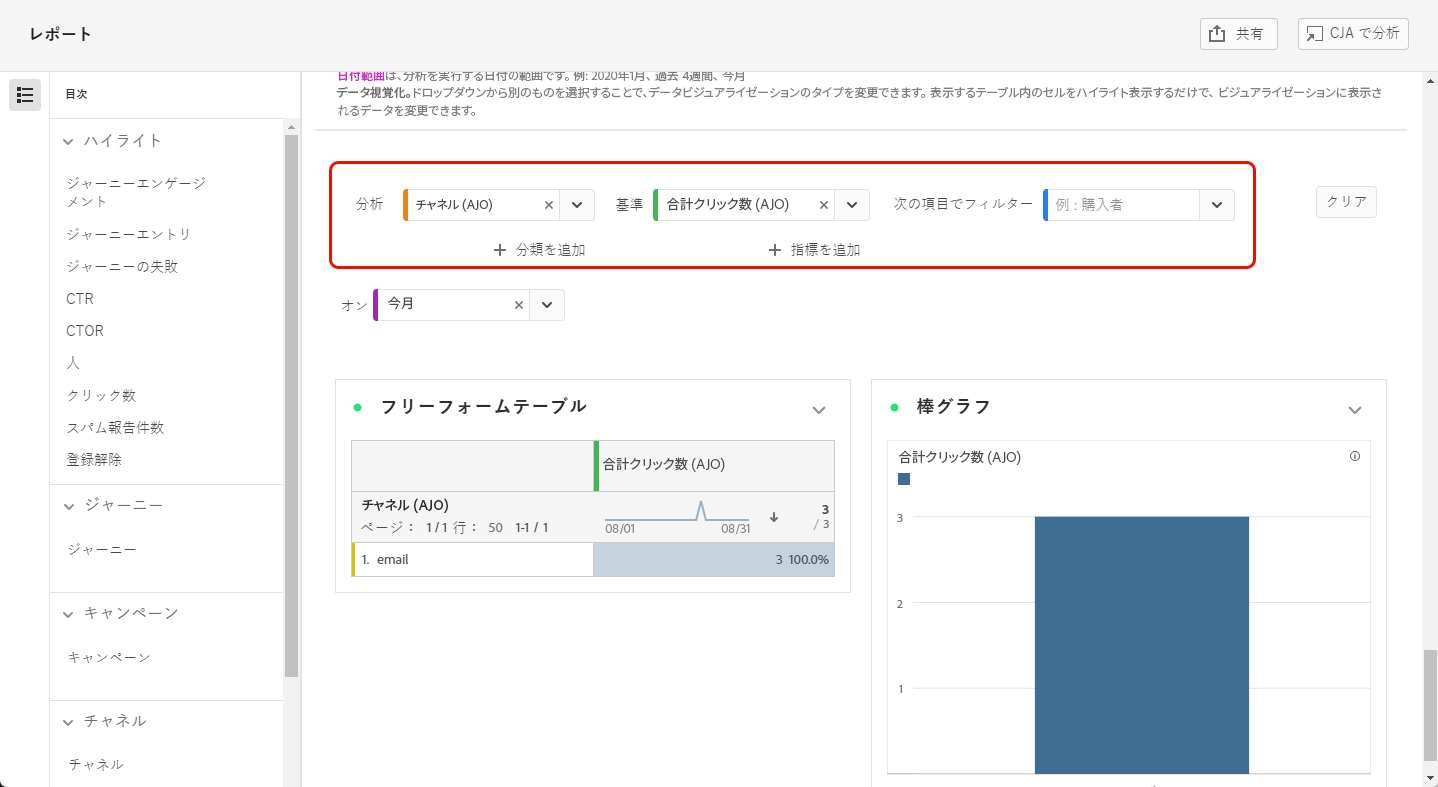 レポート
共有
CJA で分析
目次
ハイライト
ジャーニーエンゲージ
メント
ジャーニーエントリ
ジャーニーの失敗
CTR
CTOR
人
クリック数
スパム報告件数
登録解除
ジャーニー
ジャーニー
キャンペーン
キャンペーン
チャネル
チャネル
日付範囲は、分析を実行する日付の範囲です。例: 2020年1月、過去 4週間、今月
データ視覚化。ドロップダウンから別のものを選択することで、データビジュアライゼーションのタイプを変更できます。表示するテーブル内のセルをハイライト表示するだけで、ビジュアライゼーションに表示さ
れるデータを変更できます。
分析 チャネル (AJO) 基準 合計クリック数 (AJO) 次の項目でフィルター 例 : 購入者
クリア
分類を追加 指標を追加
オン 今月
フリーフォームテーブル
合計クリック数 (AJO)
チャネル (AJO)
ページ： 1 / 1 行： 50 1-1 / 1
08/01 08/31
3
/ 3
1. email 3 100.0%
棒グラフ
合計クリック数 (AJO)
3
2
1